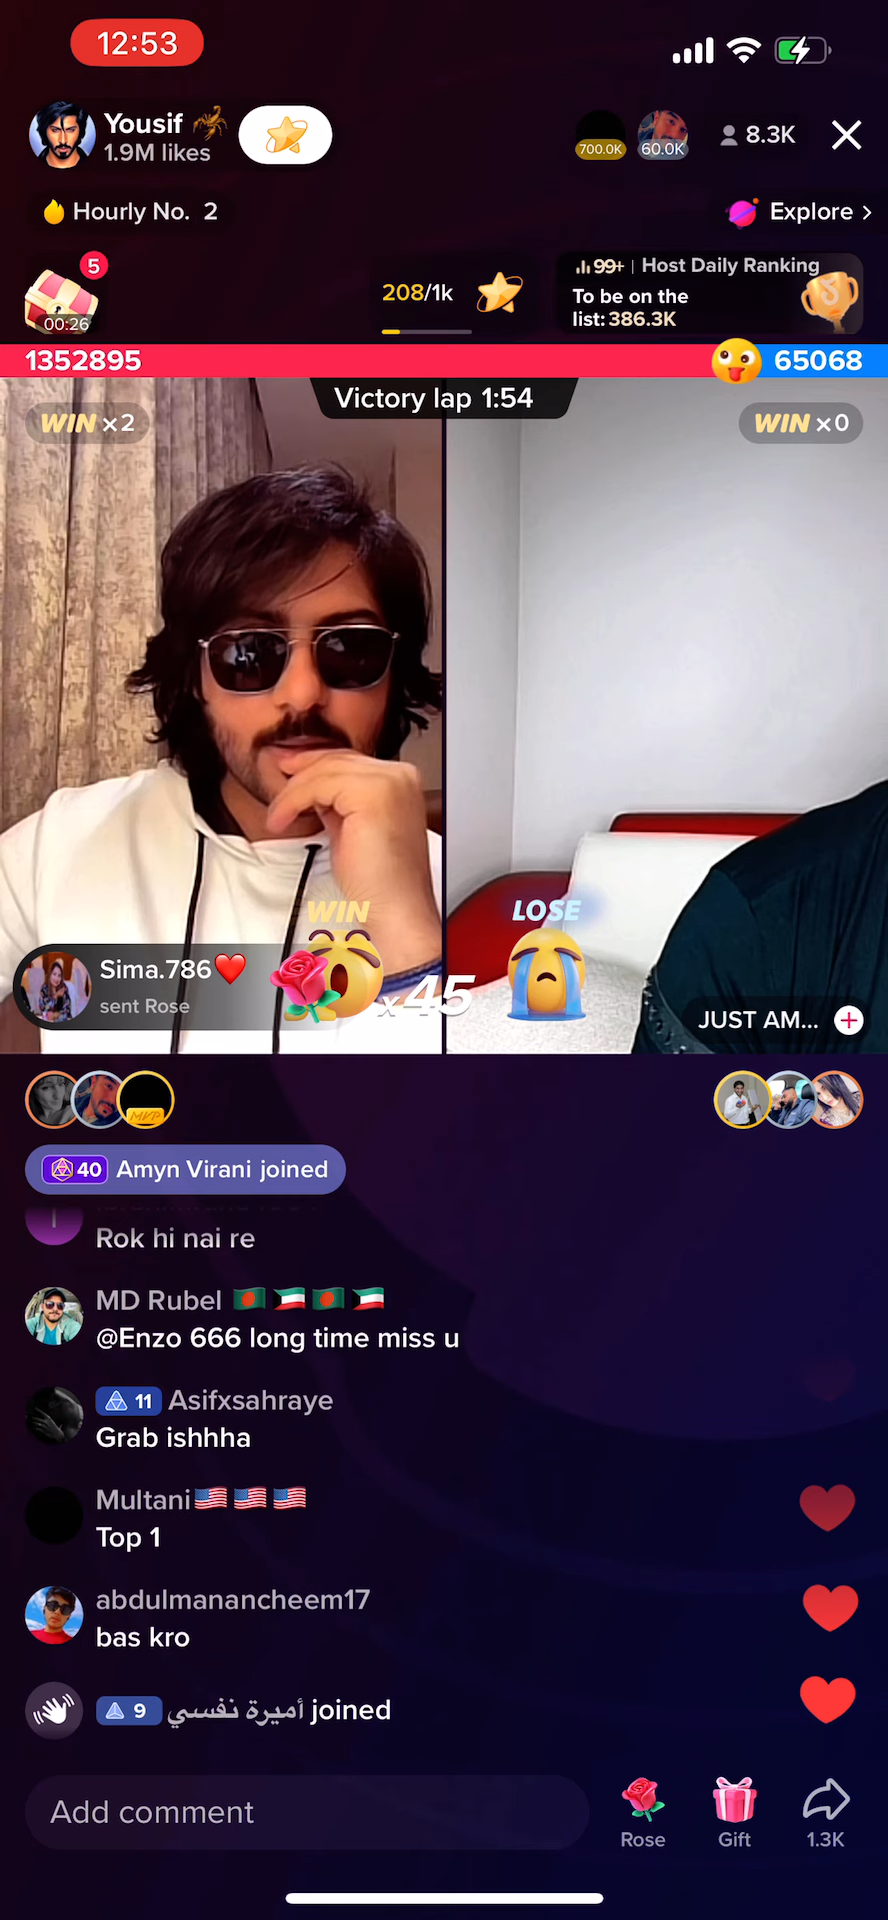 12:53
Yousif
1.9M likes
700.0K
60.0K
8.3K
Hourly No. 2
Explore >
5
00:26
208/1k
99+ | Host Daily Ranking
To be on the
list: 386.3K
1352895
65068
Victory lap 1:54
WIN x2
WIN x0
WIN
LOSE
Sima.786
sent Rose
x45
JUST AM...
MVP
40 Amyn Virani joined
Rok hi nai re
MD Rubel
@Enzo 666 long time miss u
11 Asifxsahraye
Grab ishhha
Multani
Top 1
abdulmanancheem17
bas kro
9 أميرة نفسي joined
Add comment
Rose
Gift
1.3K